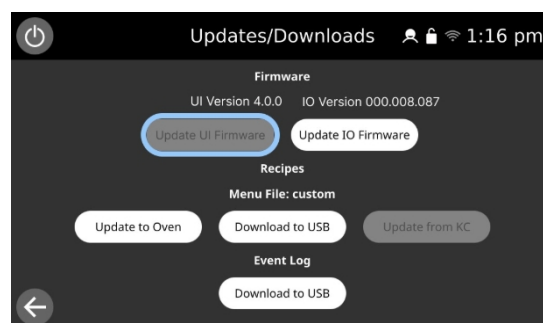 Updates/Downloads 1:16 pm
Firmware
UI Version 4.0.0 IO Version 000.008.087
Update UI Firmware Update IO Firmware
Recipes
Menu File: custom
Update to Oven Download to USB Update from KC
Event Log
Download to USB